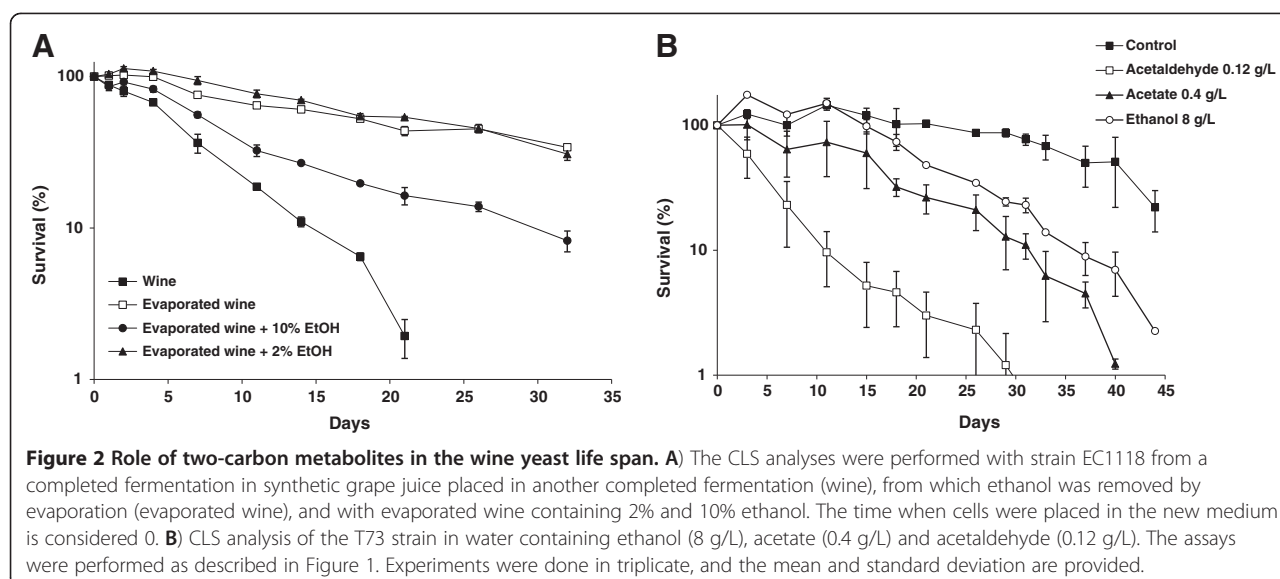 A
100
10
1
Survival (%)
Wine
Evaporated wine
Evaporated wine + 10% EtOH
Evaporated wine + 2% EtOH
0 5 10 15 20 25 30 35
Days
B
Control
Acetaldehyde 0.12 g/L
Acetate 0.4 g/L
Ethanol 8 g/L
100
10
1
Survival (%)
0 5 10 15 20 25 30 35 40 45
Days
Figure 2 Role of two-carbon metabolites in the wine yeast life span. A) The CLS analyses were performed with strain EC1118 from a
completed fermentation in synthetic grape juice placed in another completed fermentation (wine), from which ethanol was removed by
evaporation (evaporated wine), and with evaporated wine containing 2% and 10% ethanol. The time when cells were placed in the new medium
is considered 0. B) CLS analysis of the T73 strain in water containing ethanol (8 g/L), acetate (0.4 g/L) and acetaldehyde (0.12 g/L). The assays
were performed as described in Figure 1. Experiments were done in triplicate, and the mean and standard deviation are provided.